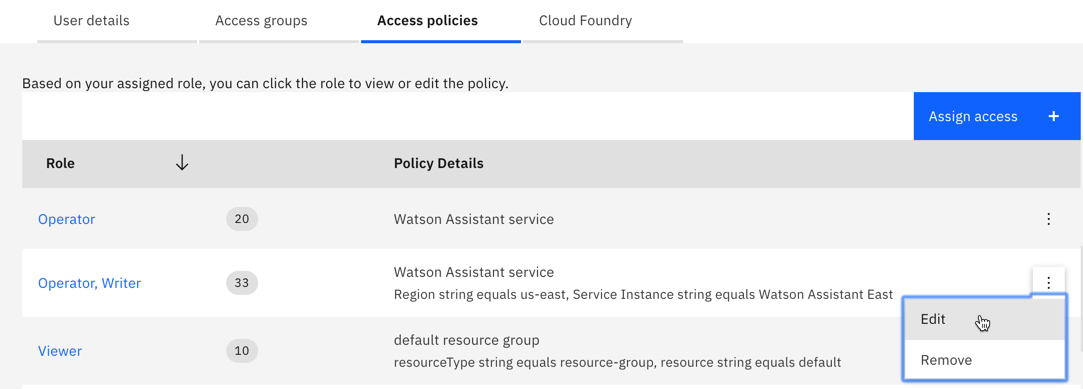 User details
Access groups
Access policies
Cloud Foundry
Based on your assigned role, you can click the role to view or edit the policy.
Assign access +
Role
Policy Details
Operator
20
Watson Assistant service
Operator, Writer
33
Watson Assistant service
Region string equals us-east, Service Instance string equals Watson Assistant East
Edit
Viewer
10
default resource group
resourceType string equals resource-group, resource string equals default
Remove